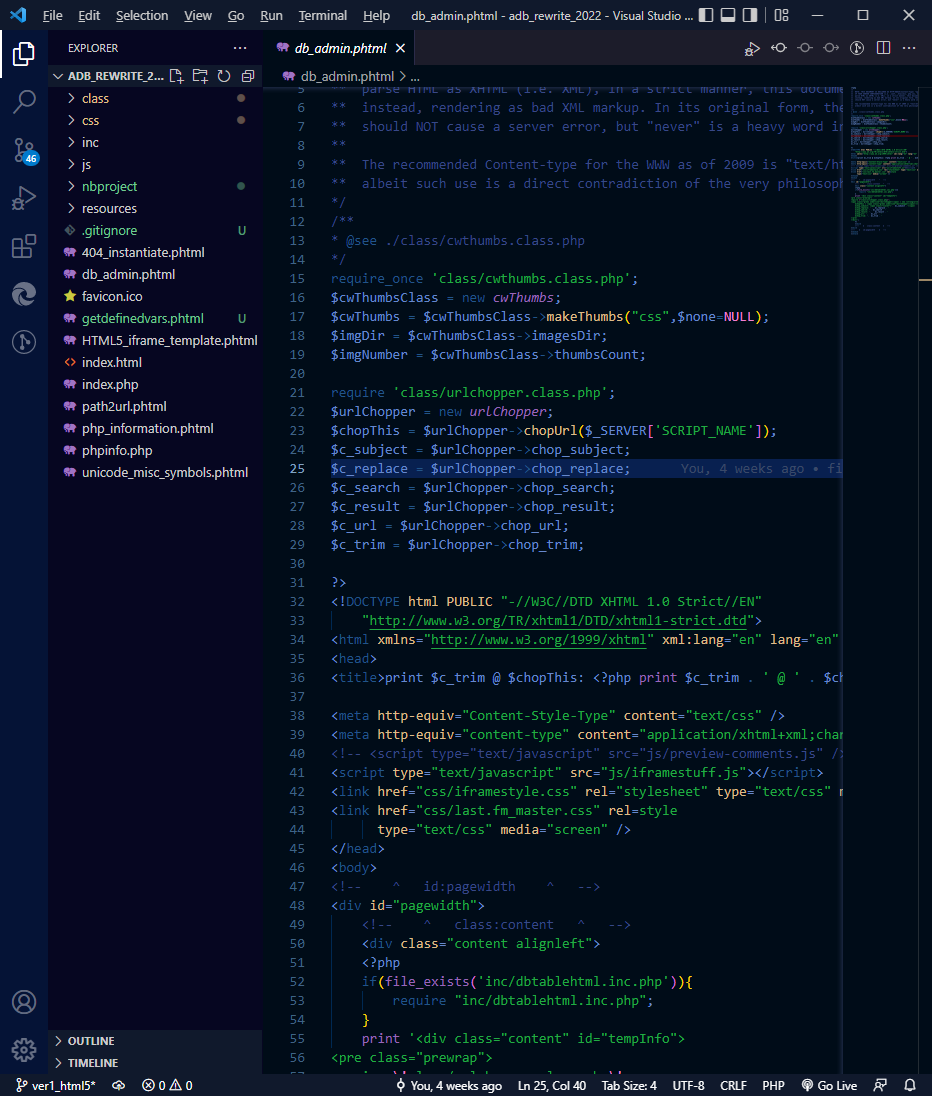 File Edit Selection View Go Run Terminal Help db_admin.phtml - adb_rewrite_2022 - Visual Studio ...
EXPLORER
ADB_REWRITE_2...
class
css
inc
js
nbproject
resources
.gitignore U
404_instantiate.phtml
db_admin.phtml
favicon.ico
getdefinedvars.phtml U
HTML5_iframe_template.phtml
index.html
index.php
path2url.phtml
php_information.phtml
phpinfo.php
unicode_misc_symbols.phtml
OUTLINE
TIMELINE
46
db_admin.phtml
db_admin.phtml > ...
5 ** parse HTML as XHTML (i.e. XML), in a strict manner, this docum
6 ** instead, rendering as bad XML markup. In its original form, the
7 ** should NOT cause a server error, but "never" is a heavy word in
8 **
9 ** The recommended Content-type for the WWW as of 2009 is "text/ht
10 ** albeit such use is a direct contradiction of the very philosoph
11 */
12 /**
13 * @see ./class/cwthumbs.class.php
14 */
15 require_once 'class/cwthumbs.class.php';
16 $cwThumbsClass = new cwThumbs;
17 $cwThumbs = $cwThumbsClass->makeThumbs("css",$none=NULL);
18 $imgDir = $cwThumbsClass->imagesDir;
19 $imgNumber = $cwThumbsClass->thumbsCount;
20
21 require 'class/urlchopper.class.php';
22 $urlChopper = new urlChopper;
23 $chopThis = $urlChopper->chopUrl($_SERVER['SCRIPT_NAME']);
24 $c_subject = $urlChopper->chop_subject;
25 $c_replace = $urlChopper->chop_replace; You, 4 weeks ago • fi
26 $c_search = $urlChopper->chop_search;
27 $c_result = $urlChopper->chop_result;
28 $c_url = $urlChopper->chop_url;
29 $c_trim = $urlChopper->chop_trim;
30
31 ?>
32 <!DOCTYPE html PUBLIC "-//W3C//DTD XHTML 1.0 Strict//EN"
33 "http://www.w3.org/TR/xhtml1/DTD/xhtml1-strict.dtd">
34 <html xmlns="http://www.w3.org/1999/xhtml" xml:lang="en" lang="en"
35 <head>
36 <title>print $c_trim @ $chopThis: <?php print $c_trim . ' @ ' . $ch
37
38 <meta http-equiv="Content-Style-Type" content="text/css" />
39 <meta http-equiv="content-type" content="application/xhtml+xml;char
40 <!-- <script type="text/javascript" src="js/preview-comments.js" />
41 <script type="text/javascript" src="js/iframestuff.js"></script>
42 <link href="css/iframestyle.css" rel="stylesheet" type="text/css" m
43 <link href="css/last.fm_master.css" rel=style
44 type="text/css" media="screen" />
45 </head>
46 <body>
47 <!-- ^ id:pagewidth ^ -->
48 <div id="pagewidth">
49 <!-- ^ class:content ^ -->
50 <div class="content alignleft">
51 <?php
52 if(file_exists('inc/dbtablehtml.inc.php')){
53 require "inc/dbtablehtml.inc.php";
54 }
55 print '<div class="content" id="tempInfo">
56 <pre class="prewrap">
ver1_html5* 0 0 You, 4 weeks ago Ln 25, Col 40 Tab Size: 4 UTF-8 CRLF PHP Go Live